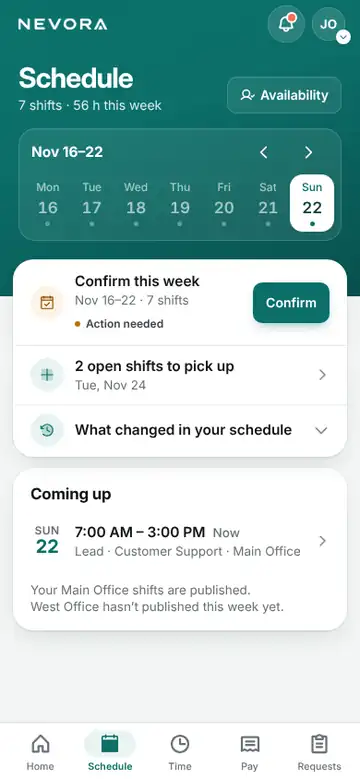 NEVORA
JO
Schedule
7 shifts · 56 h this week
Availability
Nov 16–22
Mon Tue Wed Thu Fri Sat Sun
16 17 18 19 20 21 22
Confirm this week
Nov 16–22 · 7 shifts
Action needed
Confirm
2 open shifts to pick up
Tue, Nov 24
What changed in your schedule
Coming up
SUN
22
7:00 AM – 3:00 PM Now
Lead · Customer Support · Main Office
Your Main Office shifts are published.
West Office hasn't published this week yet.
Home Schedule Time Pay Requests